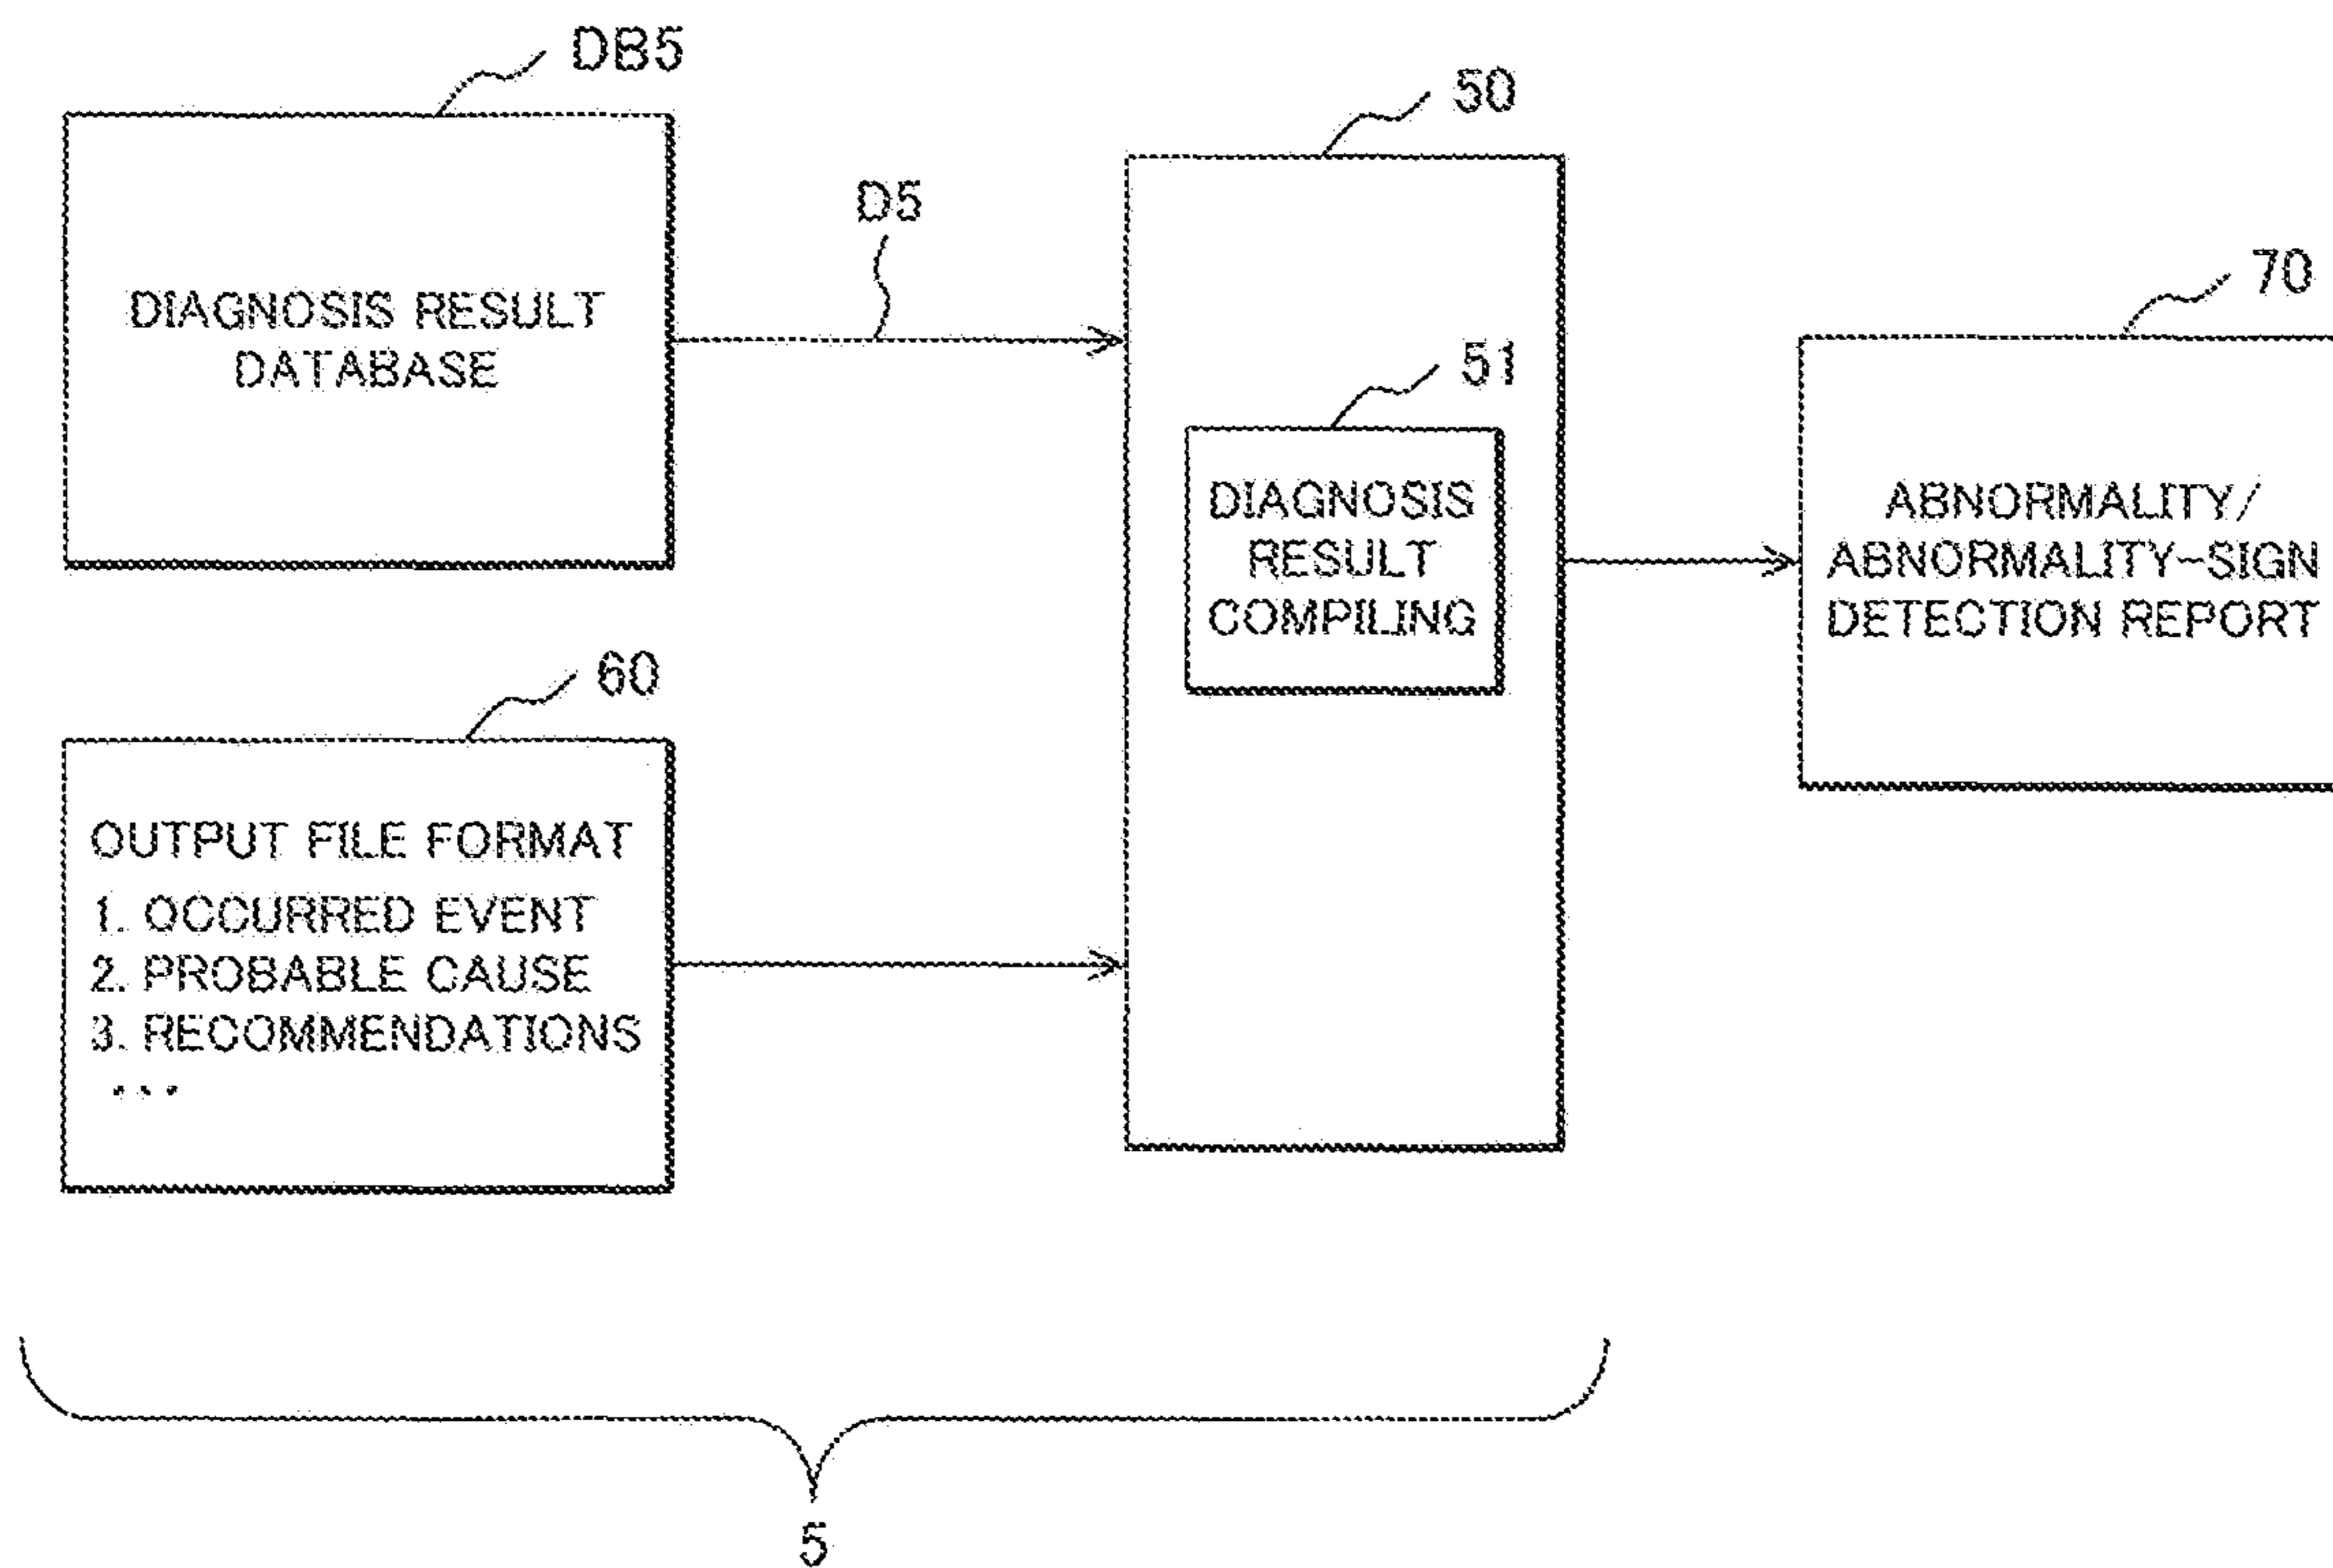 DB5
DIAGNOSIS RESULT
DATABASE
D5
50
51
DIAGNOSIS
RESULT
COMPILING
70
ABNORMALITY/
ABNORMALITY-SIGN
DETECTION REPORT
60
OUTPUT FILE FORMAT
1. OCCURRED EVENT
2. PROBABLE CAUSE
3. RECOMMENDATIONS
...
5